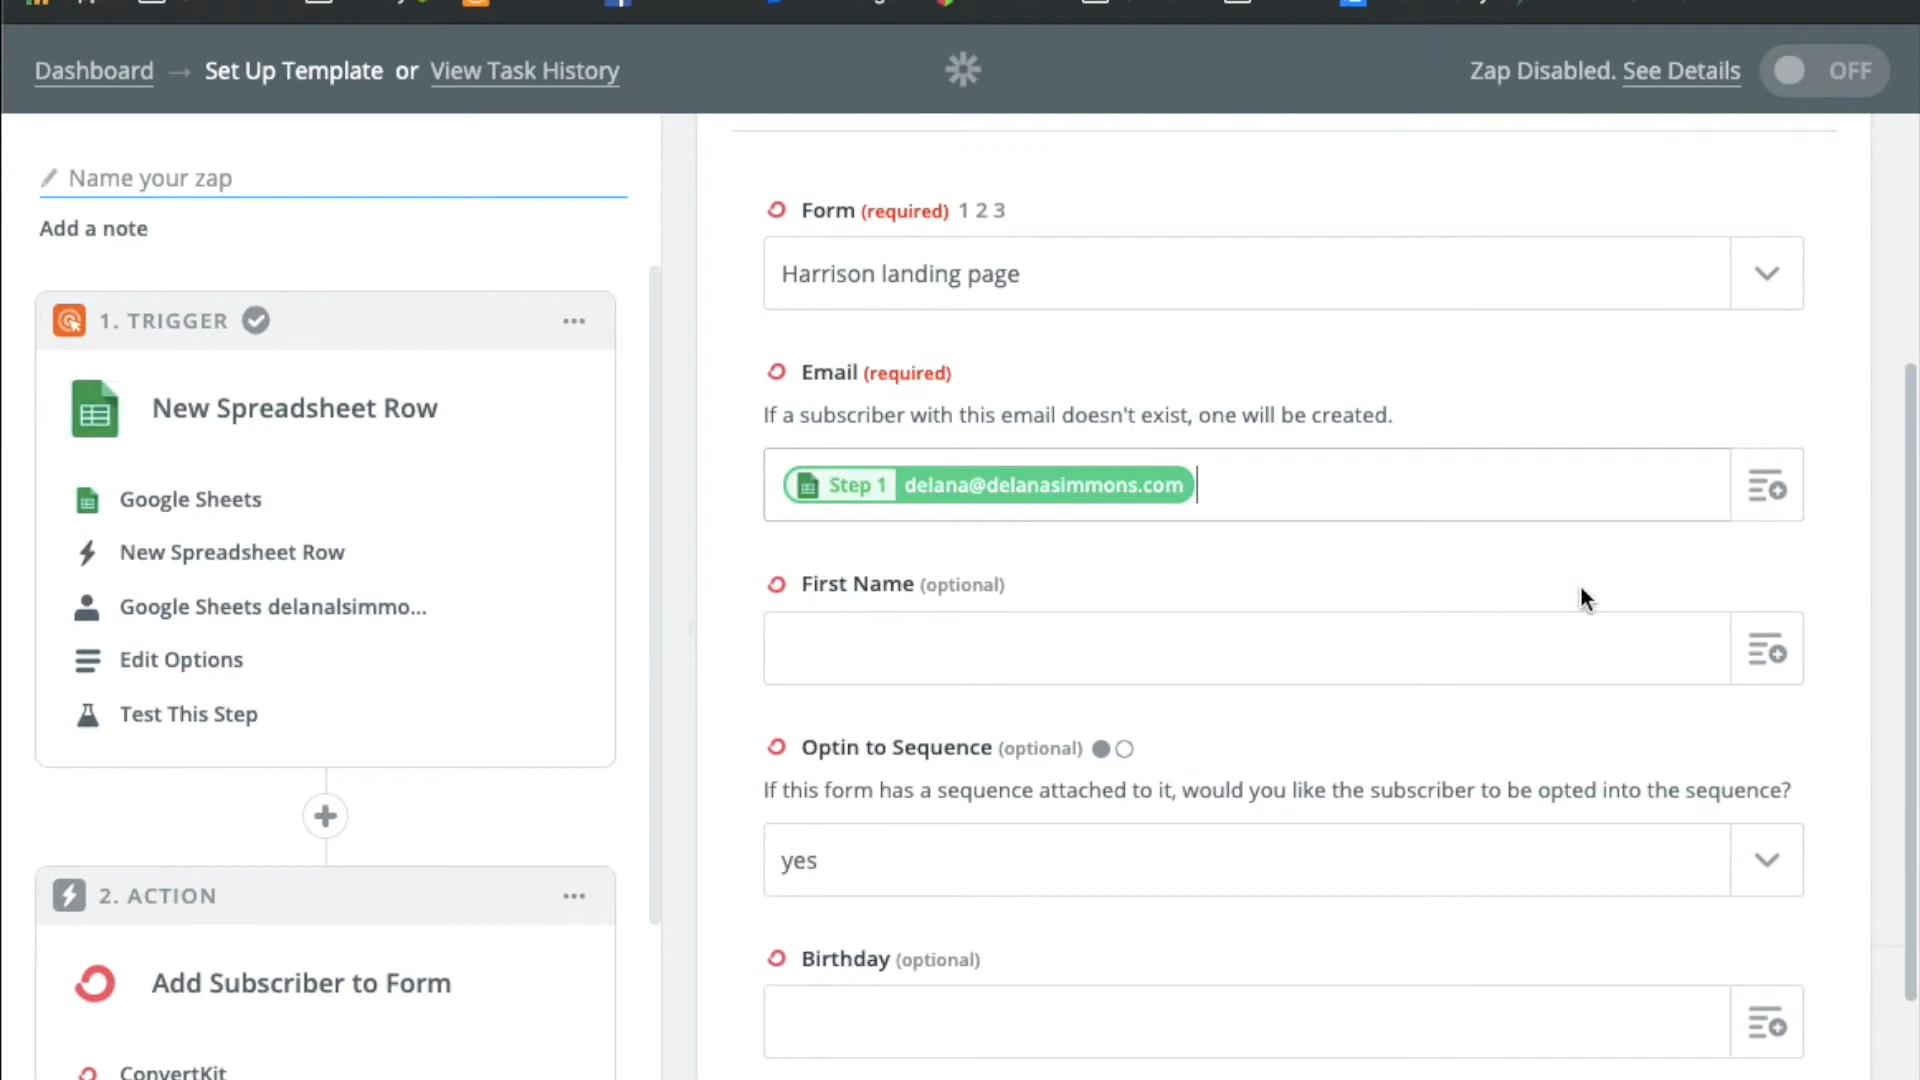 Dashboard → Set Up Template or View Task History
Zap Disabled. See Details
OFF
Name your zap
Add a note
1. TRIGGER
New Spreadsheet Row
Google Sheets
New Spreadsheet Row
Google Sheets delanalsimmo...
Edit Options
Test This Step
2. ACTION
Add Subscriber to Form
ConvertKit
Form (required) 1 2 3
Harrison landing page
Email (required)
If a subscriber with this email doesn't exist, one will be created.
Step 1 delana@delanasimmons.com
First Name (optional)
Optin to Sequence (optional)
If this form has a sequence attached to it, would you like the subscriber to be opted into the sequence?
yes
Birthday (optional)